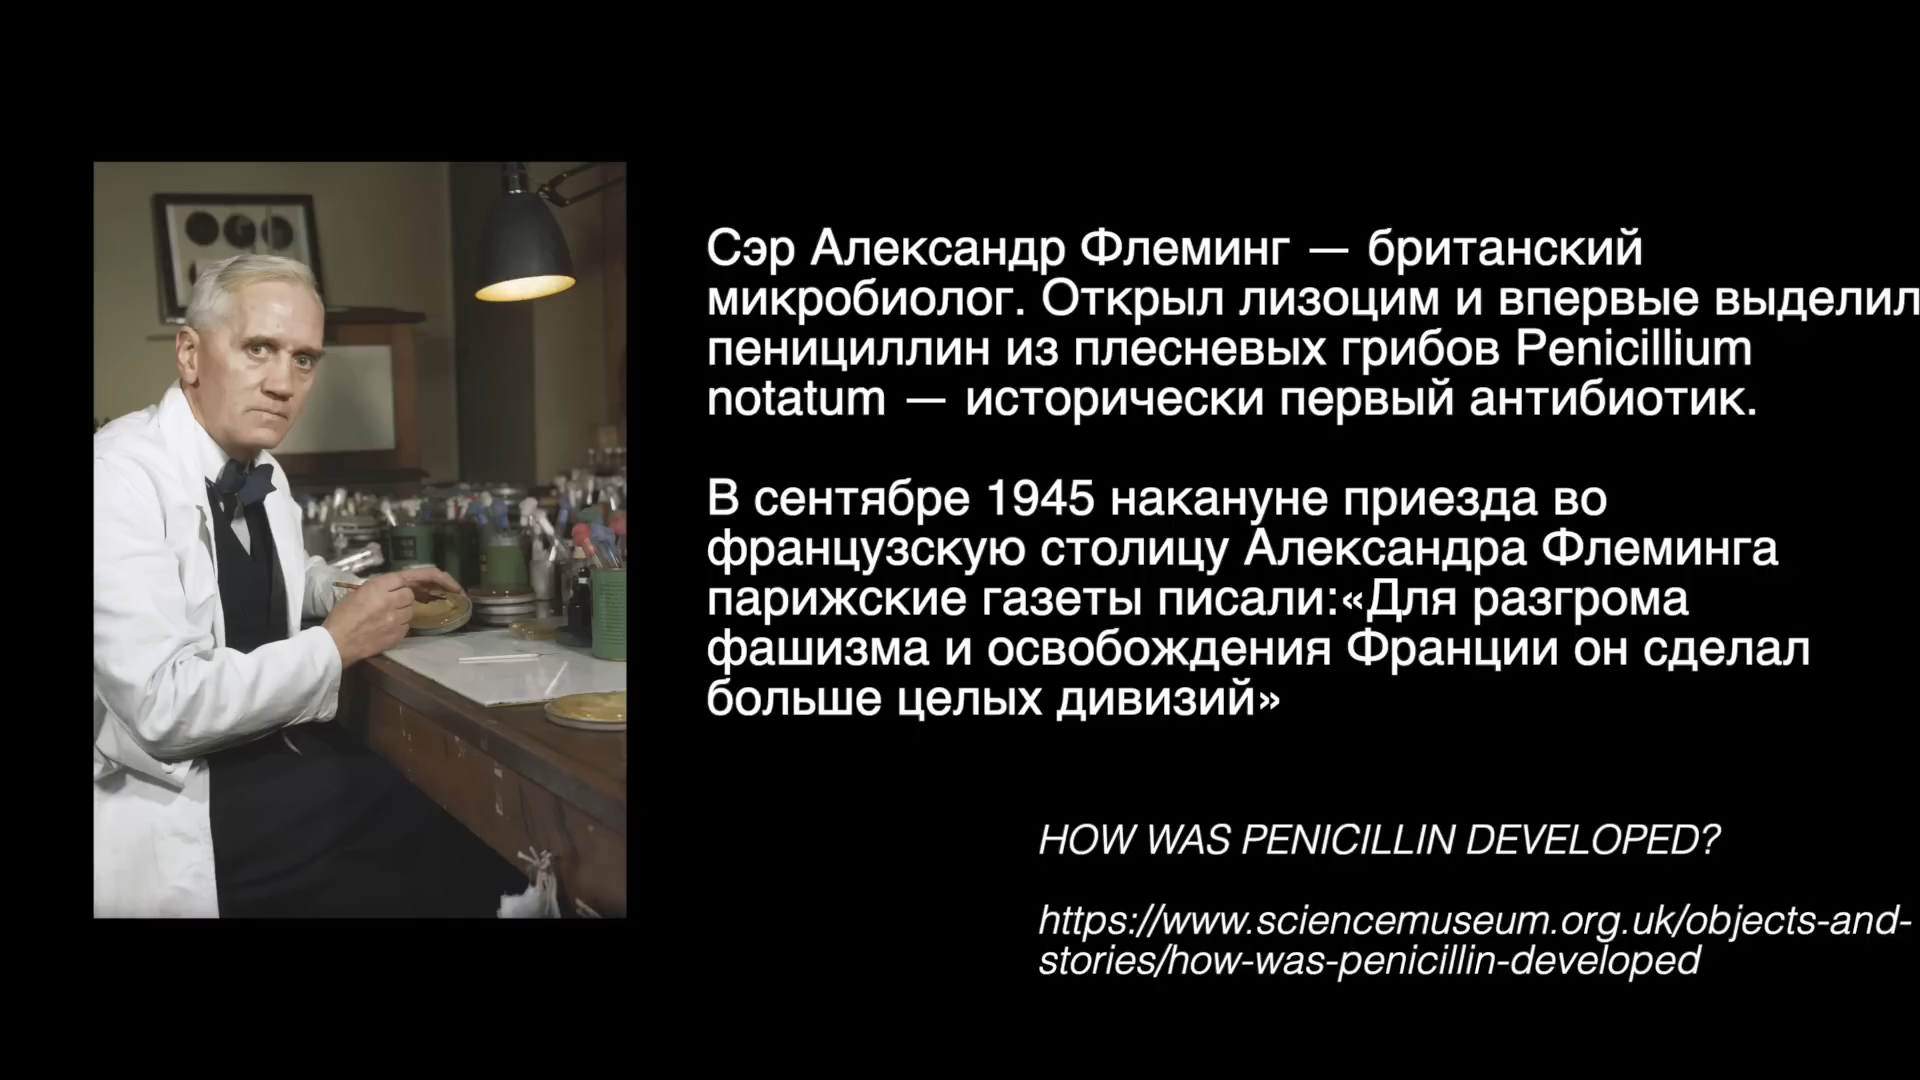 Сэр Александр Флеминг — британский
микробиолог. Открыл лизоцим и впервые выделил
пенициллин из плесневых грибов Penicillium
notatum — исторически первый антибиотик.
В сентябре 1945 накануне приезда во
французскую столицу Александра Флеминга
парижские газеты писали:«Для разгрома
фашизма и освобождения Франции он сделал
больше целых дивизий»
HOW WAS PENICILLIN DEVELOPED?
https://www.sciencemuseum.org.uk/objects-and-
stories/how-was-penicillin-developed